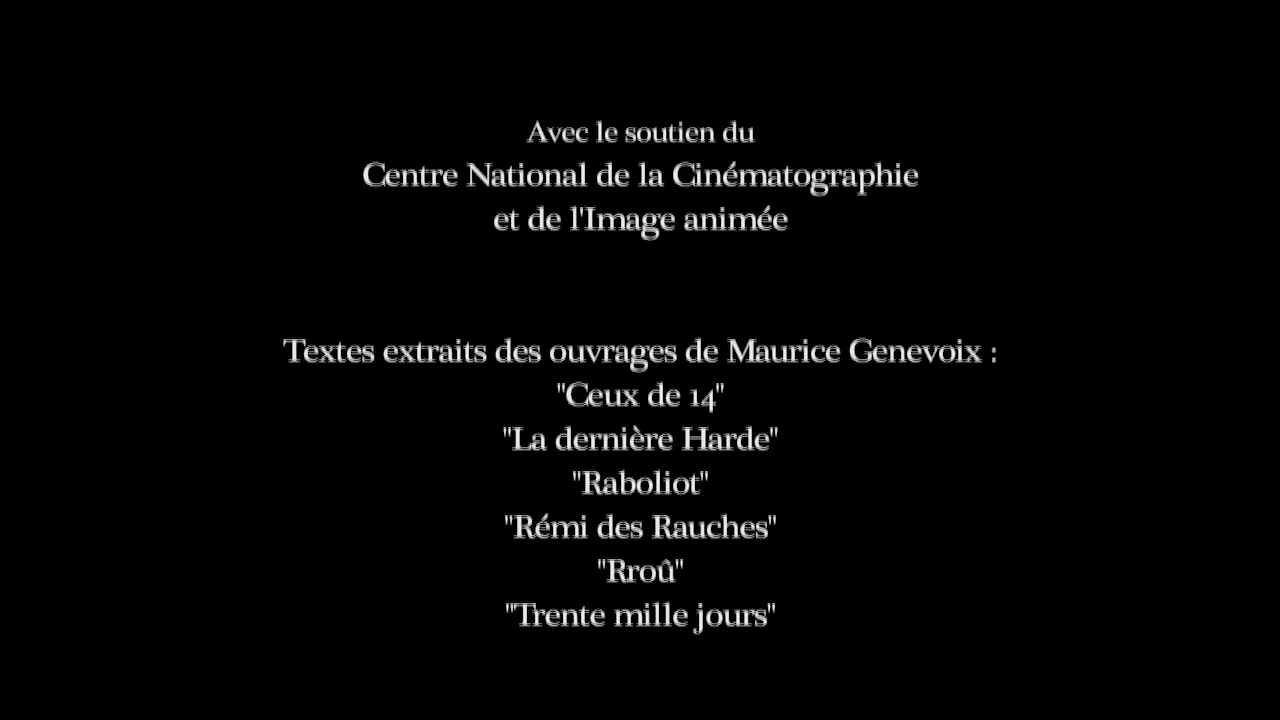 Avec le soutien du
Centre National de la Cinématographie
et de l'Image animée
Textes extraits des ouvrages de Maurice Genevoix :
"Ceux de 14"
"La dernière Harde"
"Raboliot"
"Rémi des Rauches"
"Rroû"
"Trente mille jours"